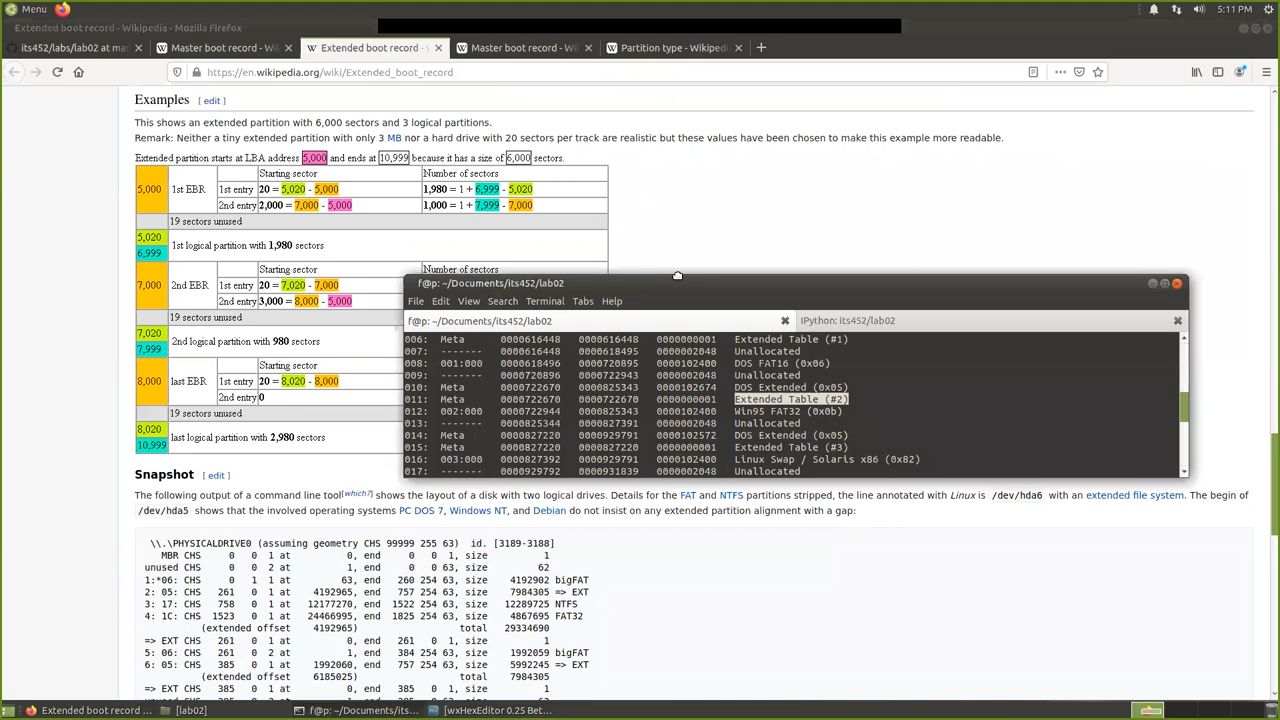 Menu
5:11 PM
Extended boot record - Wikipedia - Mozilla Firefox
its452/labs/lab02 at mas
Master boot record - Wi
Extended boot record -
Master boot record - Wi
Partition type - Wikipedi
https://en.wikipedia.org/wiki/Extended_boot_record
Examples [ edit ]
This shows an extended partition with 6,000 sectors and 3 logical partitions.
Remark: Neither a tiny extended partition with only 3 MB nor a hard drive with 20 sectors per track are realistic but these values have been chosen to make this example more readable.
Extended partition starts at LBA address 5,000 and ends at 10,999 because it has a size of 6,000 sectors.
Starting sector Number of sectors
5,000 1st EBR 1st entry 20 = 5,020 - 5,000 1,980 = 1 + 6,999 - 5,020
2nd entry 2,000 = 7,000 - 5,000 1,000 = 1 + 7,999 - 7,000
19 sectors unused
5,020
6,999 1st logical partition with 1,980 sectors
Starting sector Number of sectors
7,000 2nd EBR 1st entry 20 = 7,020 - 7,000
2nd entry 3,000 = 8,000 - 5,000
19 sectors unused
7,020
7,999 2nd logical partition with 980 sectors
Starting sector
8,000 last EBR 1st entry 20 = 8,020 - 8,000
2nd entry 0
19 sectors unused
8,020
10,999 last logical partition with 2,980 sectors
f@p: ~/Documents/its452/lab02
File Edit View Search Terminal Tabs Help
f@p: ~/Documents/its452/lab02 IPython: its452/lab02
006: Meta 0000616448 0000616448 0000000001 Extended Table (#1)
007: ------- 0000616448 0000618495 0000002048 Unallocated
008: 001:000 0000618496 0000720895 0000102400 DOS FAT16 (0x06)
009: ------- 0000720896 0000722943 0000002048 Unallocated
010: Meta 0000722670 0000825343 0000102674 DOS Extended (0x05)
011: Meta 0000722670 0000722670 0000000001 Extended Table (#2)
012: 002:000 0000722944 0000825343 0000102400 Win95 FAT32 (0x0b)
013: ------- 0000825344 0000827391 0000002048 Unallocated
014: Meta 0000827220 0000929791 0000102572 DOS Extended (0x05)
015: Meta 0000827220 0000827220 0000000001 Extended Table (#3)
016: 003:000 0000827392 0000929791 0000102400 Linux Swap / Solaris x86 (0x82)
017: ------- 0000929792 0000931839 0000002048 Unallocated
Snapshot [ edit ]
The following output of a command line tool[which?] shows the layout of a disk with two logical drives. Details for the FAT and NTFS partitions stripped, the line annotated with Linux is /dev/hda6 with an extended file system. The begin of
/dev/hda5 shows that the involved operating systems PC DOS 7, Windows NT, and Debian do not insist on any extended partition alignment with a gap:
\\.\PHYSICALDRIVE0 (assuming geometry CHS 99999 255 63) id. [3189-3188]
MBR CHS 0 0 1 at 0, end 0 0 1, size 1
unused CHS 0 0 2 at 1, end 0 0 63, size 62
1:*06: CHS 0 1 1 at 63, end 260 254 63, size 4192902 bigFAT
2: 05: CHS 261 0 1 at 4192965, end 757 254 63, size 7984305 => EXT
3: 17: CHS 758 0 1 at 12177270, end 1522 254 63, size 12289725 NTFS
4: 1C: CHS 1523 0 1 at 24466995, end 1825 254 63, size 4867695 FAT32
(extended offset 4192965) total 29334690
=> EXT CHS 261 0 1 at 0, end 261 0 1, size 1
5: 06: CHS 261 0 2 at 1, end 384 254 63, size 1992059 bigFAT
6: 05: CHS 385 0 1 at 1992060, end 757 254 63, size 5992245 => EXT
(extended offset 6185025) total 7984305
=> EXT CHS 385 0 1 at 0, end 385 0 1, size 1
Extended boot record ...
[lab02]
f@p: ~/Documents/its...
[wxHexEditor 0.25 Bet...